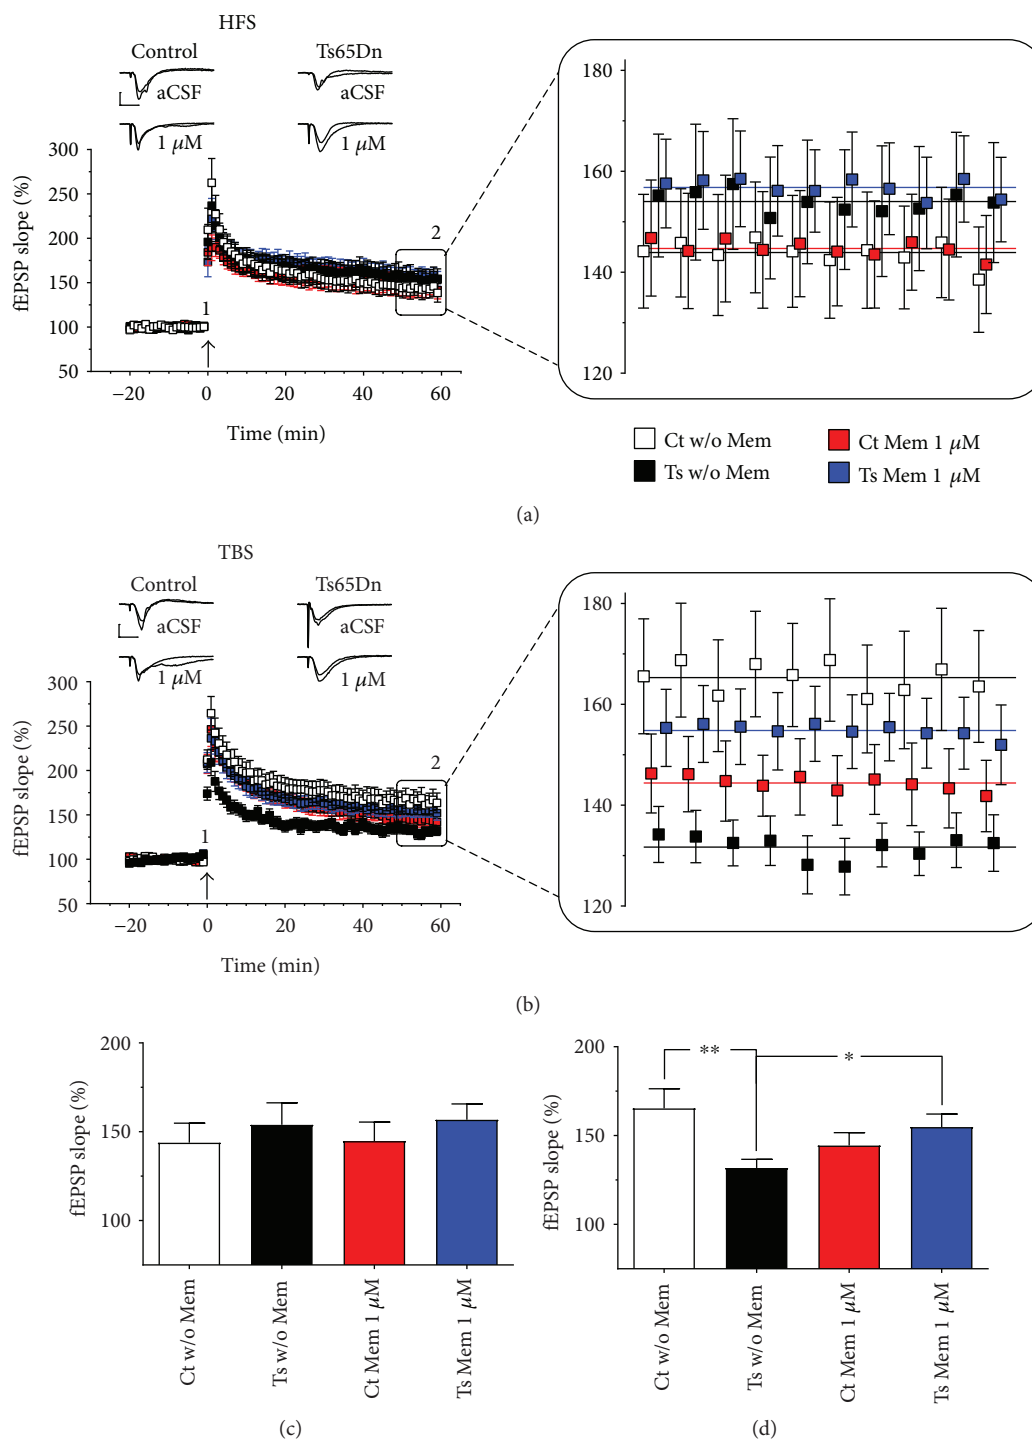 HFS
Control
Ts65Dn
aCSF
aCSF
1 µM
1 µM
300
250
200
150
100
50
fEPSP slope (%)
1
2
−20
0
20
40
60
Time (min)
180
160
140
120
Ct w/o Mem
Ct Mem 1 µM
Ts w/o Mem
Ts Mem 1 µM
(a)
TBS
Control
Ts65Dn
aCSF
aCSF
1 µM
1 µM
300
250
200
150
100
50
fEPSP slope (%)
1
2
−20
0
20
40
60
Time (min)
180
160
140
120
(b)
200
150
100
fEPSP slope (%)
Ct w/o Mem
Ts w/o Mem
Ct Mem 1 µM
Ts Mem 1 µM
(c)
200
150
100
fEPSP slope (%)
**
*
Ct w/o Mem
Ts w/o Mem
Ct Mem 1 µM
Ts Mem 1 µM
(d)